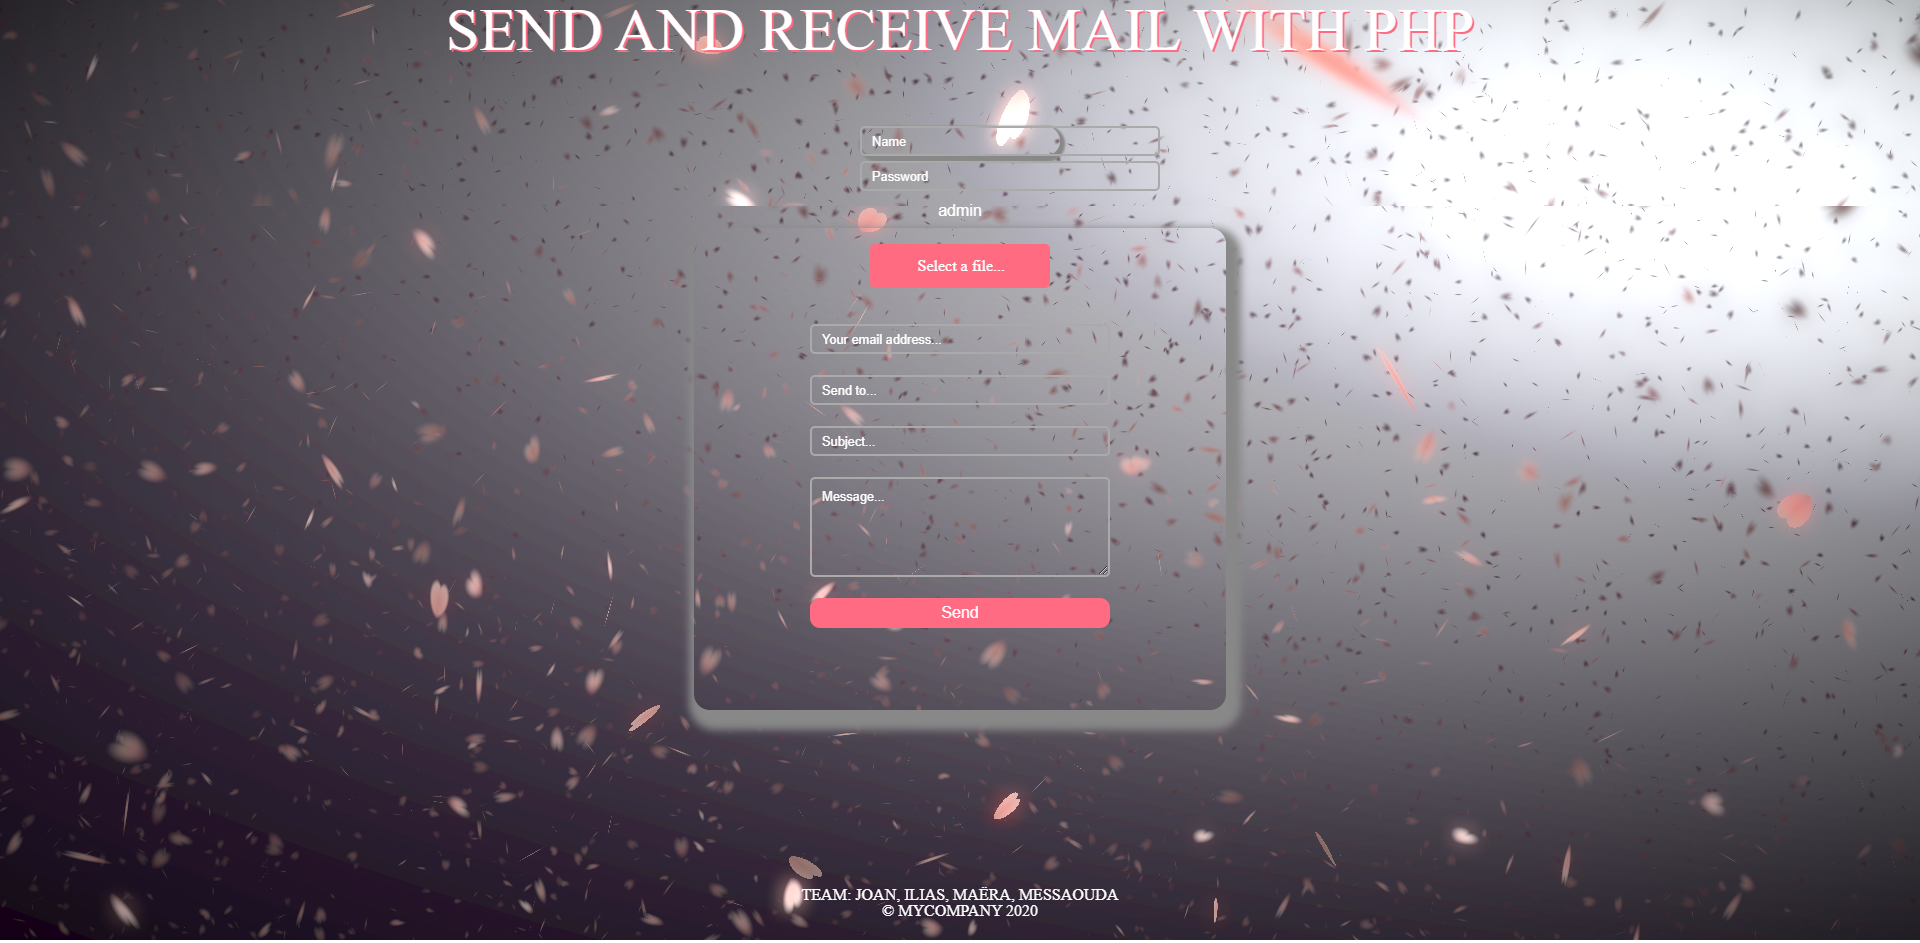 SEND AND RECEIVE MAIL WITH PHP
Name
Password
admin
Select a file...
Your email address...
Send to...
Subject...
Message...
Send
TEAM: JOAN, ILIAS, MAËRA, MESSAOUDA
© MYCOMPANY 2020